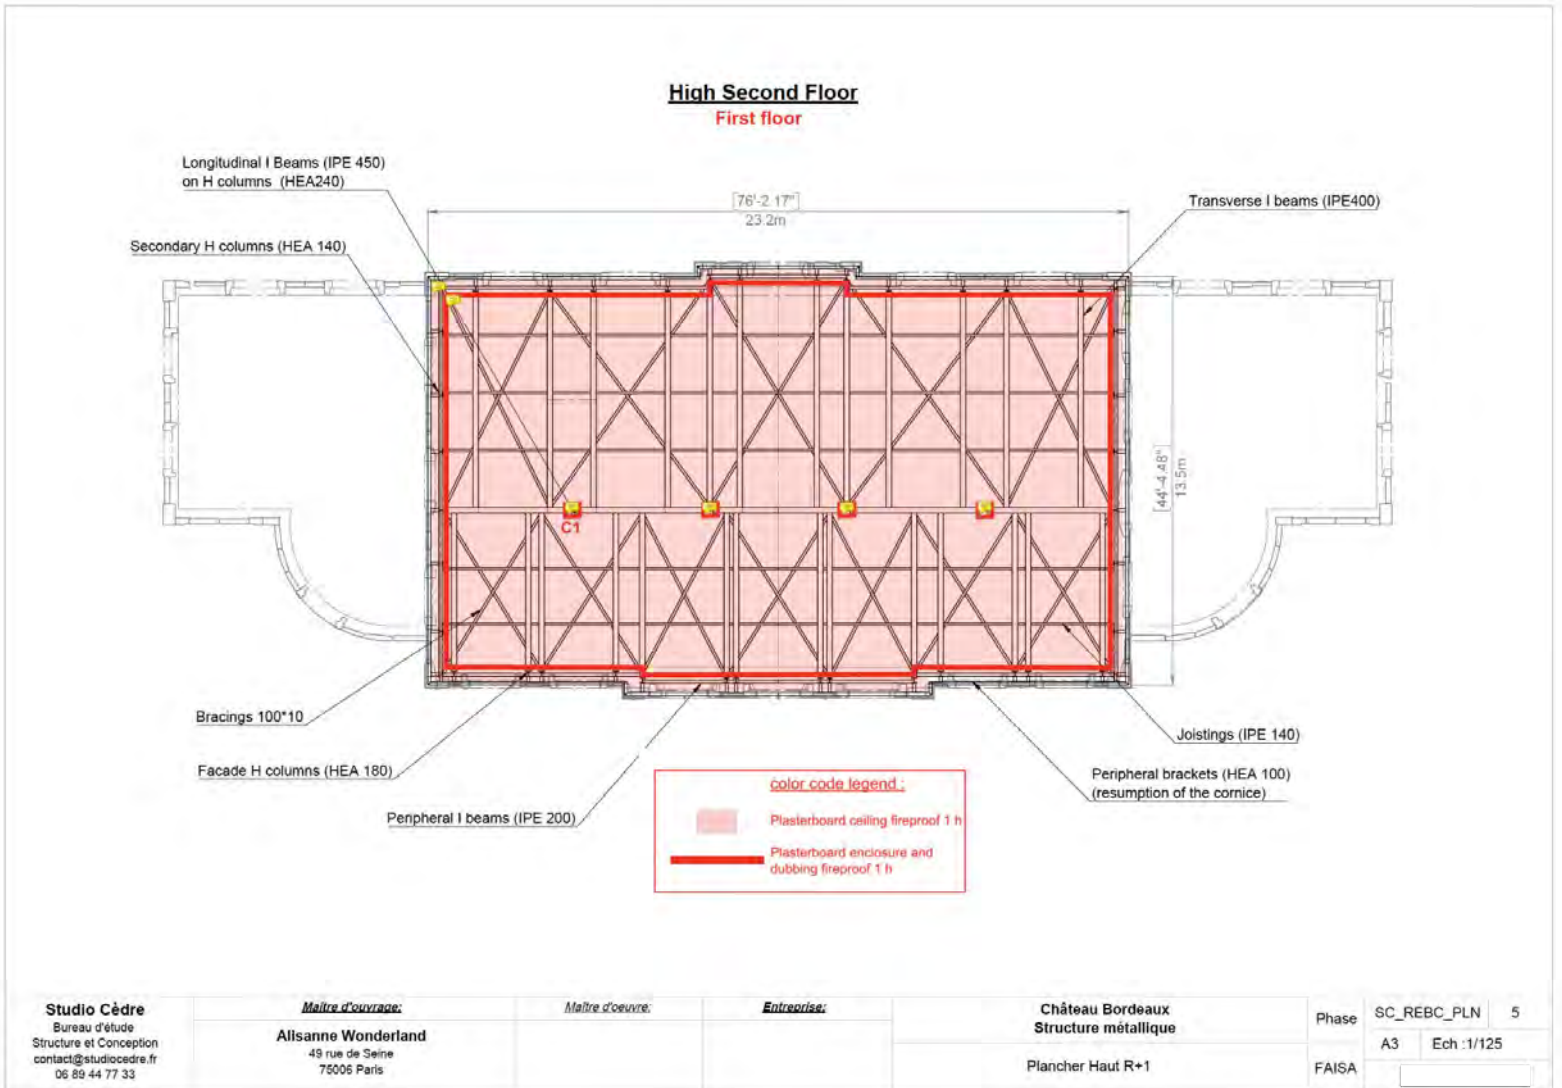 High Second Floor
First floor
Longitudinal I Beams (IPE 450)
on H columns (HEA240)
76'-2.17"
23.2m
Transverse I beams (IPE400)
Secondary H columns (HEA 140)
44'-4.48"
13.5m
C1
Bracings 100*10
Joistings (IPE 140)
Facade H columns (HEA 180)
Peripheral brackets (HEA 100)
(resumption of the cornice)
Peripheral I beams (IPE 200)
color code legend :
Plasterboard ceiling fireproof 1 h
Plasterboard enclosure and
dubbing fireproof 1 h
Studio Cèdre
Bureau d'étude
Structure et Conception
contact@studiocedre.fr
06 89 44 77 33
Maître d'ouvrage:
Alisanne Wonderland
49 rue de Seine
75006 Paris
Maître d'oeuvre:
Entreprise:
Château Bordeaux
Structure métallique
Plancher Haut R+1
Phase
FAISA
SC_REBC_PLN 5
A3 Ech :1/125